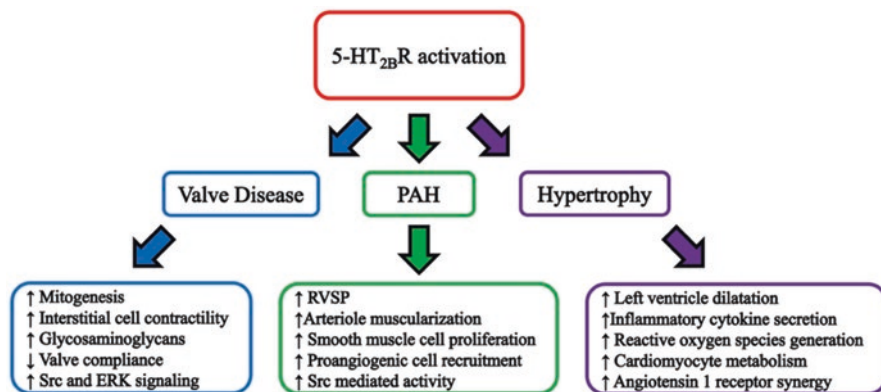 5-HT2BR activation
Valve Disease
PAH
Hypertrophy
↑ Mitogenesis
↑ Interstitial cell contractility
↑ Glycosaminoglycans
↓ Valve compliance
↑ Src and ERK signaling
↑ RVSP
↑Arteriole muscularization
↑ Smooth muscle cell proliferation
↑ Proangiogenic cell recruitment
↑ Src mediated activity
↑ Left ventricle dilatation
↑Inflammatory cytokine secretion
↑ Reactive oxygen species generation
↑ Cardiomyocyte metabolism
↑ Angiotensin 1 receptor synergy